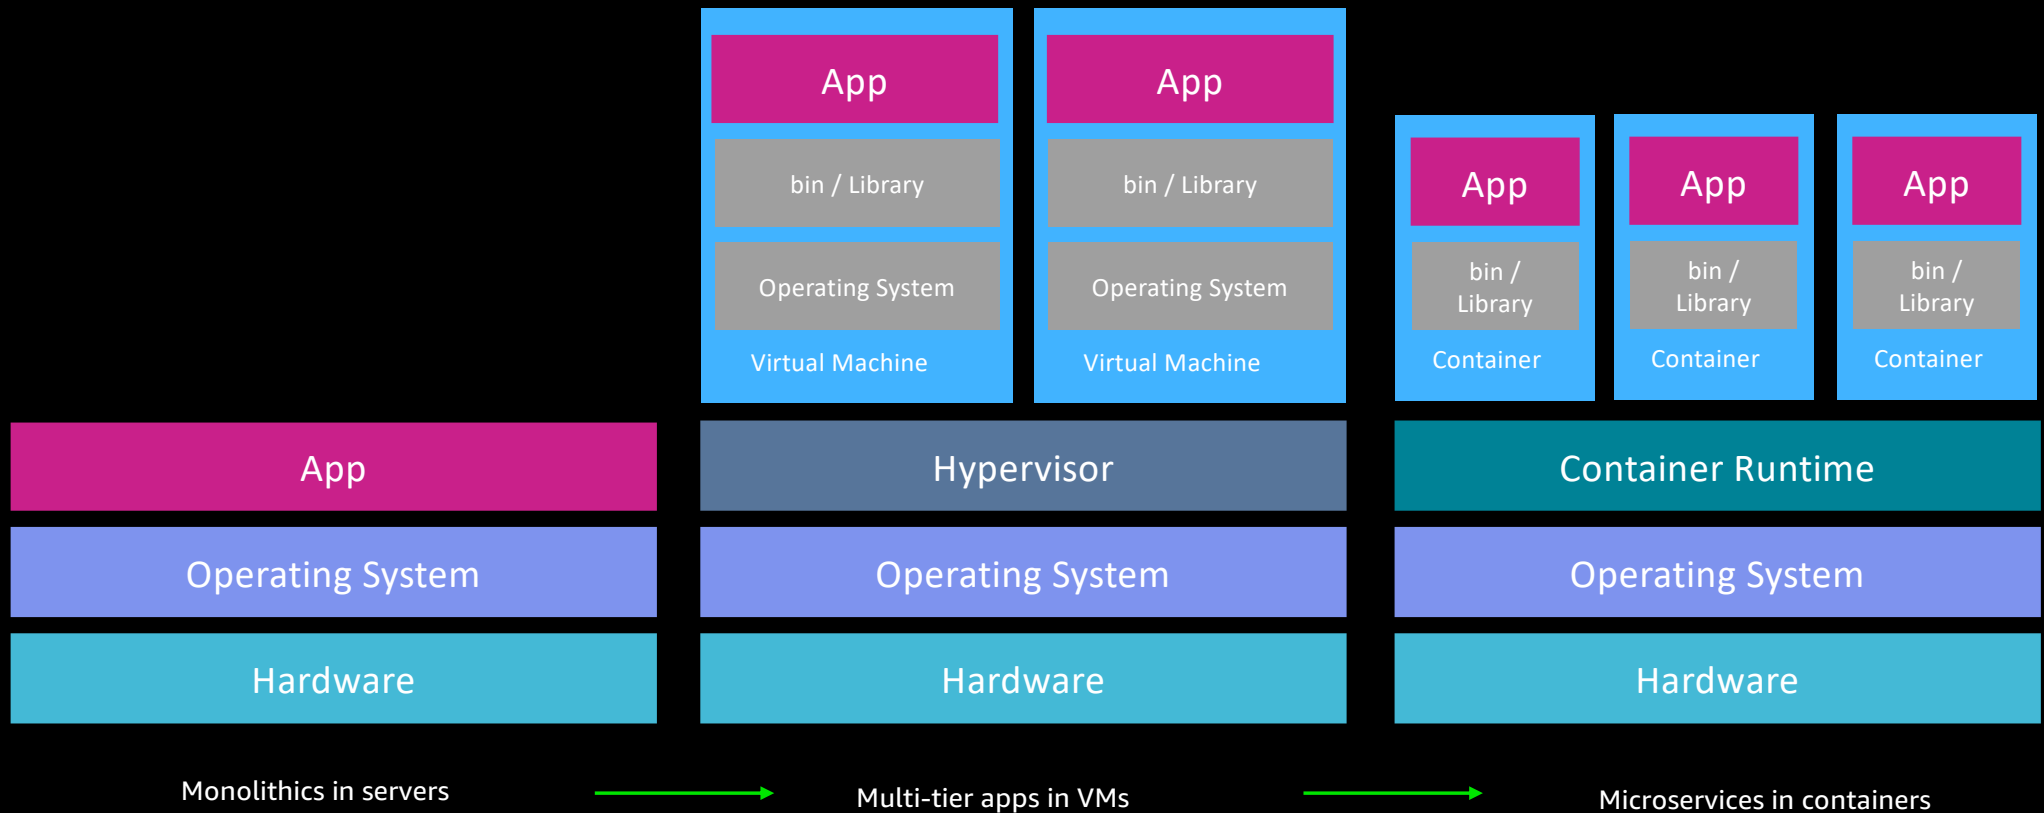 App
Operating System
Hardware
Monolithics in servers
App
bin / Library
Operating System
Virtual Machine
App
bin / Library
Operating System
Virtual Machine
Hypervisor
Operating System
Hardware
Multi-tier apps in VMs
App
bin /
Library
Container
App
bin /
Library
Container
App
bin /
Library
Container
Container Runtime
Operating System
Hardware
Microservices in containers